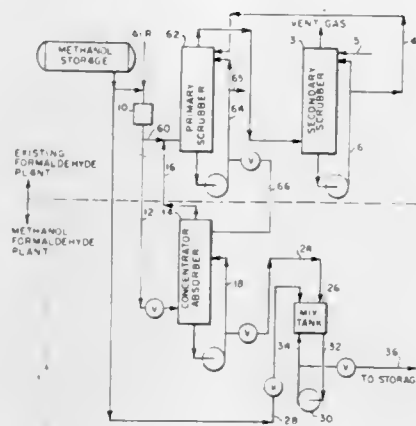 AIR
62
VENT GAS
4
METHANOL
STORAGE
3
5
10
PRIMARY
SCRUBBER
65
64
SECONDARY
SCRUBBER
60
6
EXISTING
FORMALDEHYDE
PLANT
16
66
METHANOL
FORMALDEHYDE
PLANT
12
14
CONCENTRATOR
ABSORBER
18
24
26
V
V
MIX
TANK
34
32
V
V
V
36
TO STORAGE
28
30